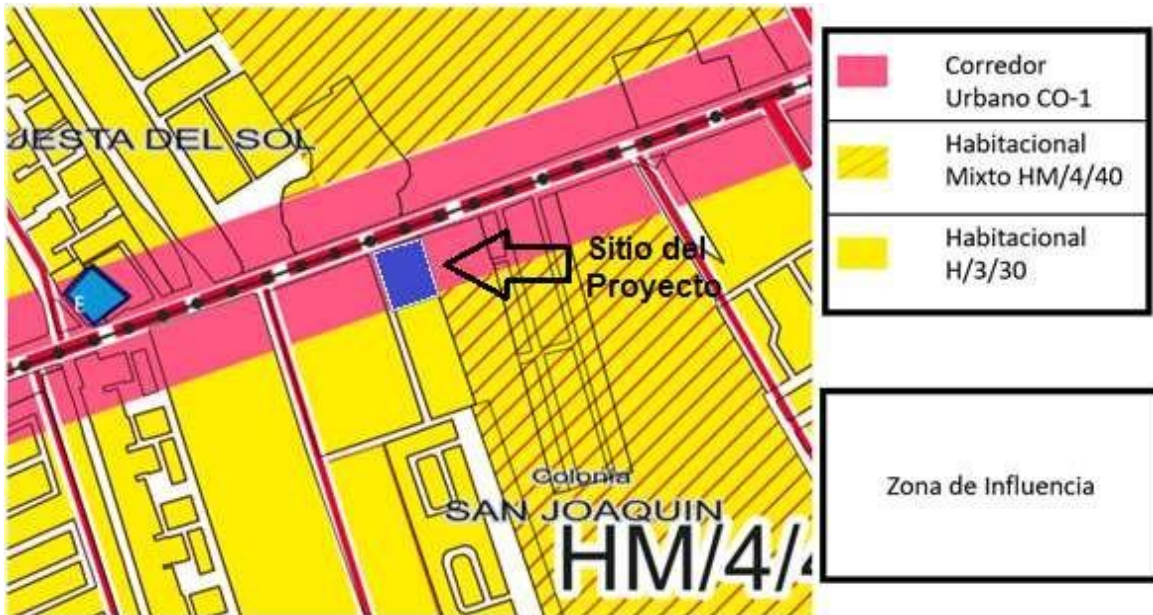 JESTA DEL SOL
E
Sitio del
Proyecto
Colonia
SAN JOAQUIN
HM/4/4
Corredor
Urbano CO-1
Habitacional
Mixto HM/4/40
Habitacional
H/3/30
Zona de Influencia